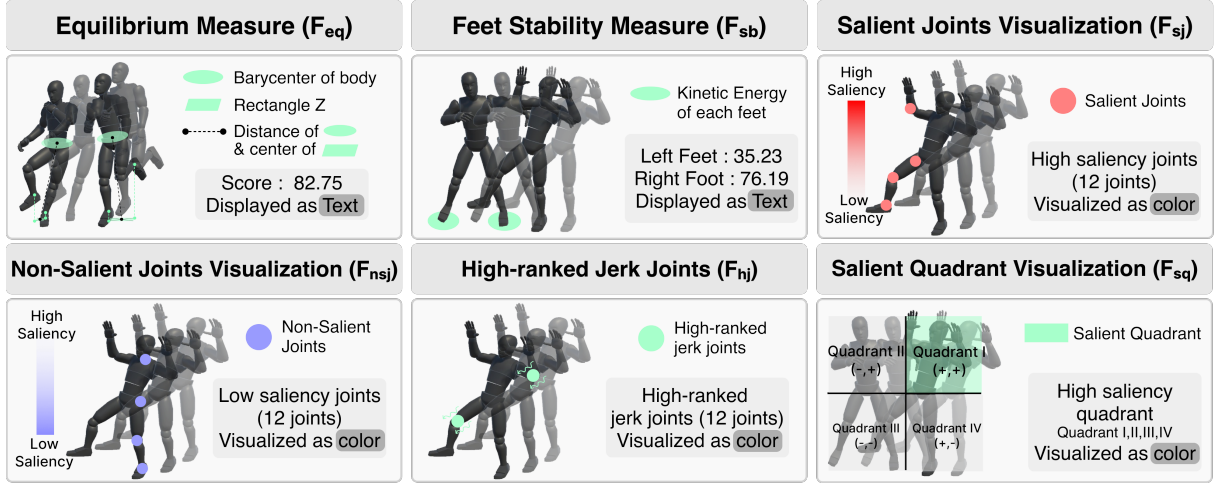 Equilibrium Measure (Feq)
Barycenter of body
Rectangle Z
Distance of
& center of
Score : 82.75
Displayed as Text
Feet Stability Measure (Fsb)
Kinetic Energy
of each feet
Left Feet : 35.23
Right Foot : 76.19
Displayed as Text
Salient Joints Visualization (Fsj)
High
Saliency
Low
Saliency
Salient Joints
High saliency joints
(12 joints)
Visualized as color
Non-Salient Joints Visualization (Fnsj)
High
Saliency
Low
Saliency
Non-Salient
Joints
Low saliency joints
(12 joints)
Visualized as color
High-ranked Jerk Joints (Fhj)
High-ranked
jerk joints
High-ranked
jerk joints (12 joints)
Visualized as color
Salient Quadrant Visualization (Fsq)
Quadrant II
(-,+)
Quadrant I
(+,+)
Quadrant III
(-,-)
Quadrant IV
(+,-)
Salient Quadrant
High saliency
quadrant
Quadrant I,II,III,IV
Visualized as color